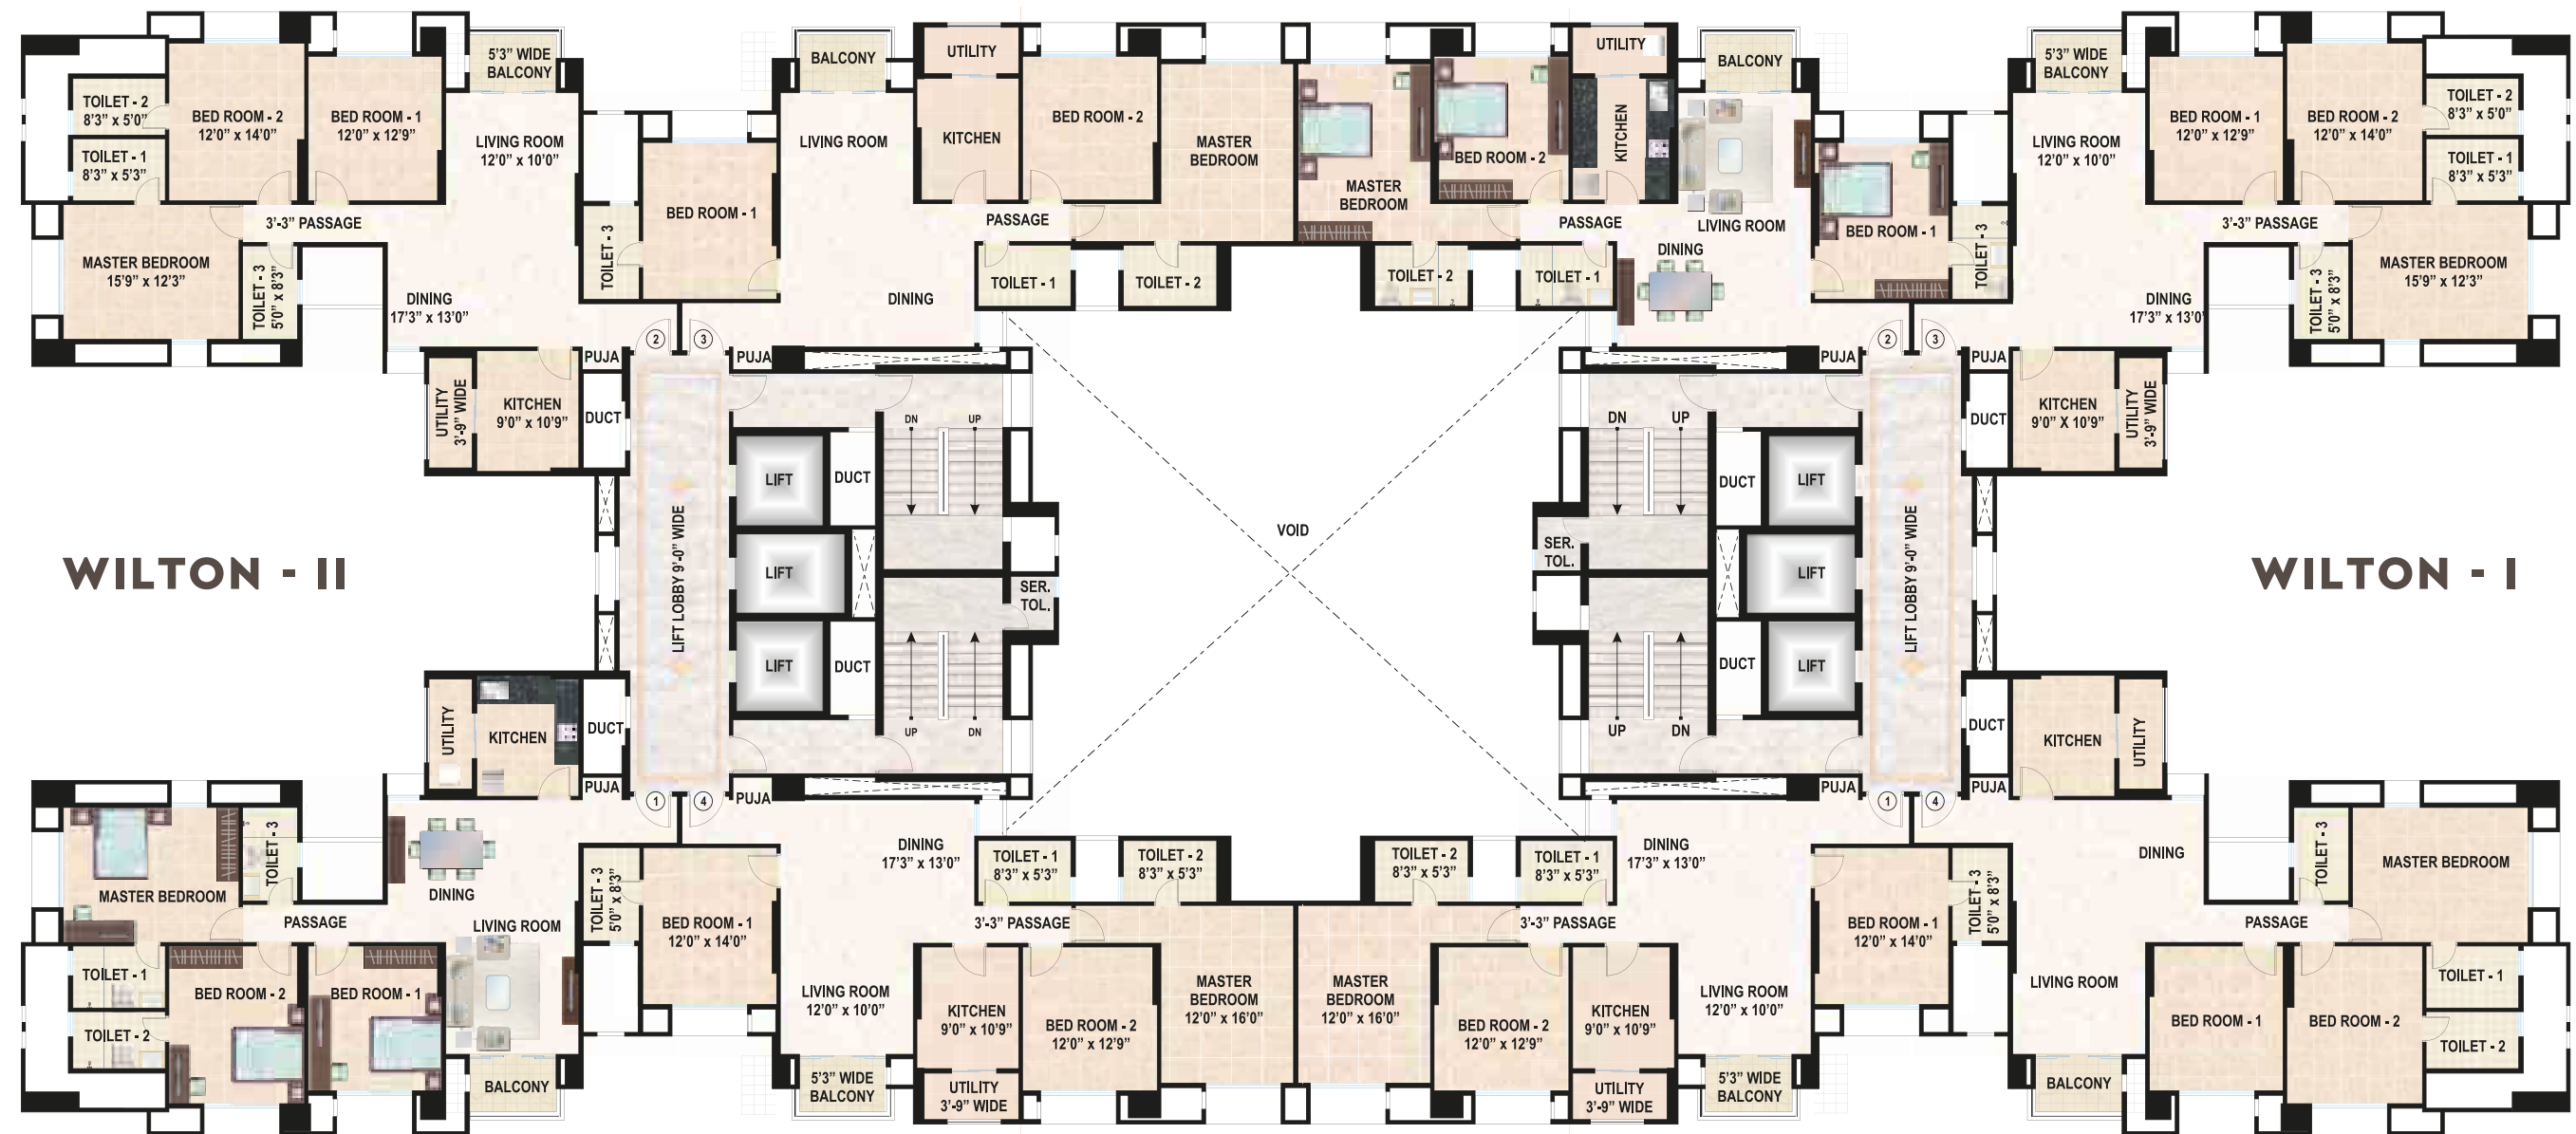 5'3" WIDE
BALCONY
TOILET - 2
8'3" x 5'0"
BED ROOM - 2
12'0" x 14'0"
BED ROOM - 1
12'0" x 12'9"
LIVING ROOM
12'0" x 10'0"
TOILET - 1
8'3" x 5'3"
3'-3" PASSAGE
MASTER BEDROOM
15'9" x 12'3"
TOILET - 3
5'0" x 8'3"
DINING
17'3" x 13'0"
PUJA
UTILITY
3'-9" WIDE
KITCHEN
9'0" x 10'9"
DUCT
2
BALCONY
UTILITY
LIVING ROOM
KITCHEN
BED ROOM - 2
MASTER
BEDROOM
TOILET - 3
BED ROOM - 1
PASSAGE
TOILET - 1
TOILET - 2
DINING
3
PUJA
UTILITY
BALCONY
MASTER
BEDROOM
BED ROOM - 2
KITCHEN
PASSAGE
LIVING ROOM
DINING
BED ROOM - 1
TOILET - 3
TOILET - 2
TOILET - 1
PUJA
2
5'3" WIDE
BALCONY
LIVING ROOM
12'0" x 10'0"
BED ROOM - 1
12'0" x 12'9"
BED ROOM - 2
12'0" x 14'0"
TOILET - 2
8'3" x 5'0"
TOILET - 1
8'3" x 5'3"
3'-3" PASSAGE
MASTER BEDROOM
15'9" x 12'3"
TOILET - 3
5'0" x 8'3"
DINING
17'3" x 13'0"
3
PUJA
DUCT
KITCHEN
9'0" X 10'9"
UTILITY
3'-9" WIDE
WILTON - II
LIFT LOBBY 9'-0" WIDE
LIFT
LIFT
LIFT
DUCT
DUCT
DN
UP
UP
DN
SER.
TOL.
VOID
DN
UP
SER.
TOL.
UP
DN
DUCT
DUCT
LIFT
LIFT
LIFT
LIFT LOBBY 9'-0" WIDE
WILTON - I
UTILITY
KITCHEN
DUCT
PUJA
1
MASTER BEDROOM
TOILET - 3
DINING
PASSAGE
LIVING ROOM
TOILET - 1
TOILET - 2
BED ROOM - 2
BED ROOM - 1
BALCONY
4
PUJA
DINING
17'3" x 13'0"
TOILET - 3
5'0" x 8'3"
BED ROOM - 1
12'0" x 14'0"
TOILET - 1
8'3" x 5'3"
TOILET - 2
8'3" x 5'3"
3'-3" PASSAGE
LIVING ROOM
12'0" x 10'0"
KITCHEN
9'0" x 10'9"
BED ROOM - 2
12'0" x 12'9"
MASTER
BEDROOM
12'0" x 16'0"
5'3" WIDE
BALCONY
UTILITY
3'-9" WIDE
PUJA
1
TOILET - 2
8'3" x 5'3"
TOILET - 1
8'3" x 5'3"
DINING
17'3" x 13'0"
3'-3" PASSAGE
MASTER
BEDROOM
12'0" x 16'0"
BED ROOM - 2
12'0" x 12'9"
KITCHEN
9'0" x 10'9"
LIVING ROOM
12'0" x 10'0"
BED ROOM - 1
12'0" x 14'0"
TOILET - 3
5'0" x 8'3"
UTILITY
3'-9" WIDE
5'3" WIDE
BALCONY
DUCT
PUJA
4
KITCHEN
UTILITY
DINING
TOILET - 3
MASTER BEDROOM
PASSAGE
LIVING ROOM
BED ROOM - 1
BED ROOM - 2
TOILET - 1
TOILET - 2
BALCONY